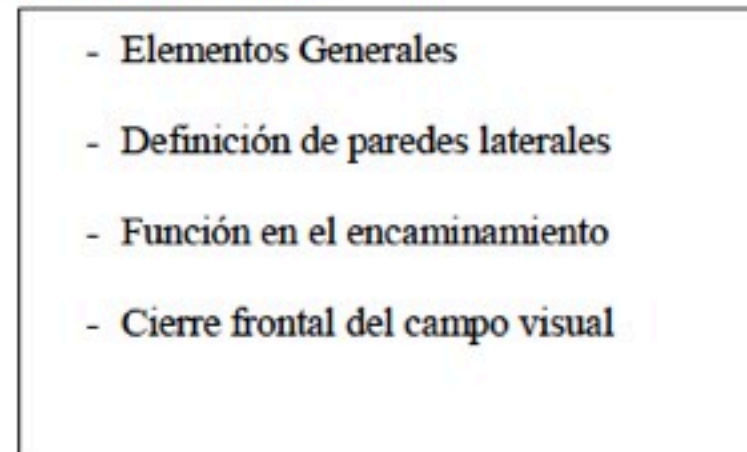 - Elementos Generales
- Definición de paredes laterales
- Función en el encaminamiento
- Cierre frontal del campo visual